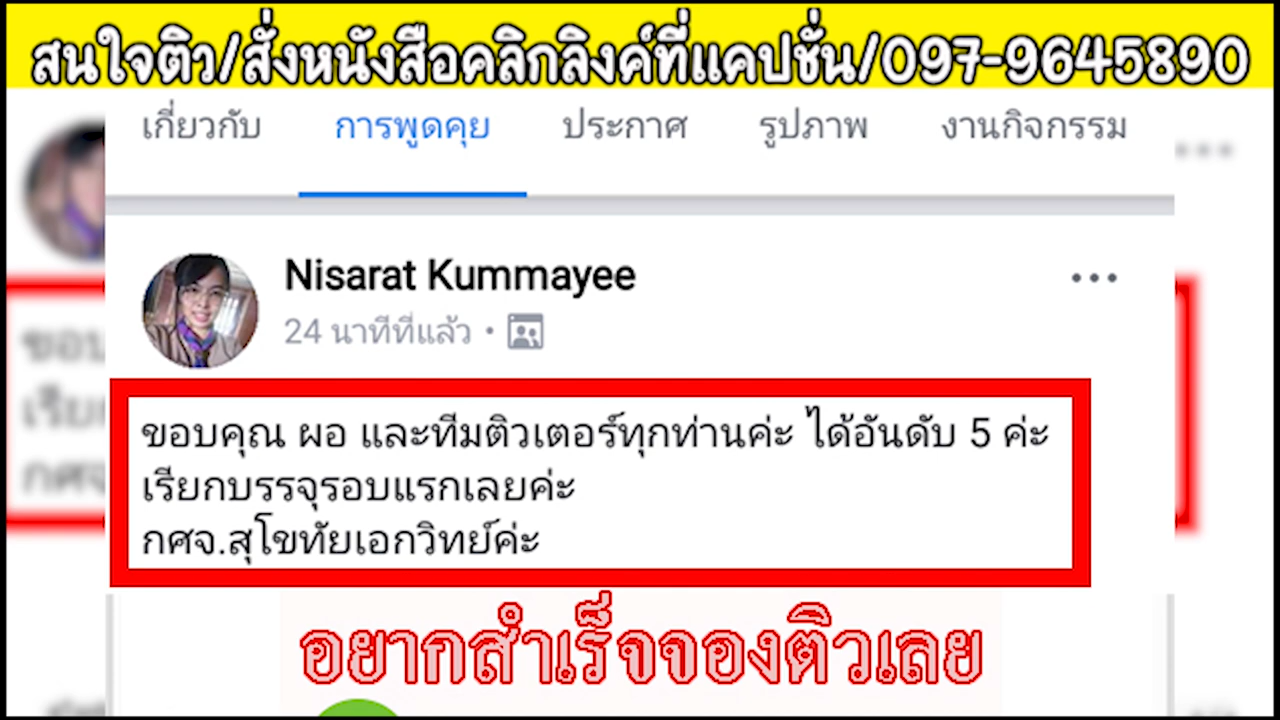 สนใจติว/สั่งหนังสือคลิกลิงค์ที่แคปชั่น/097-9645890
เกี่ยวกับ การพูดคุย ประกาศ รูปภาพ งานกิจกรรม
Nisarat Kummayee
24 นาทีที่แล้ว
ขอบคุณ ผอ และทีมติวเตอร์ทุกท่านค่ะ ได้อันดับ 5 ค่ะ
เรียกบรรจุรอบแรกเลยค่ะ
กศจ.สุโขทัยเอกวิทย์ค่ะ
อยากสำเร็จจองติวเลย